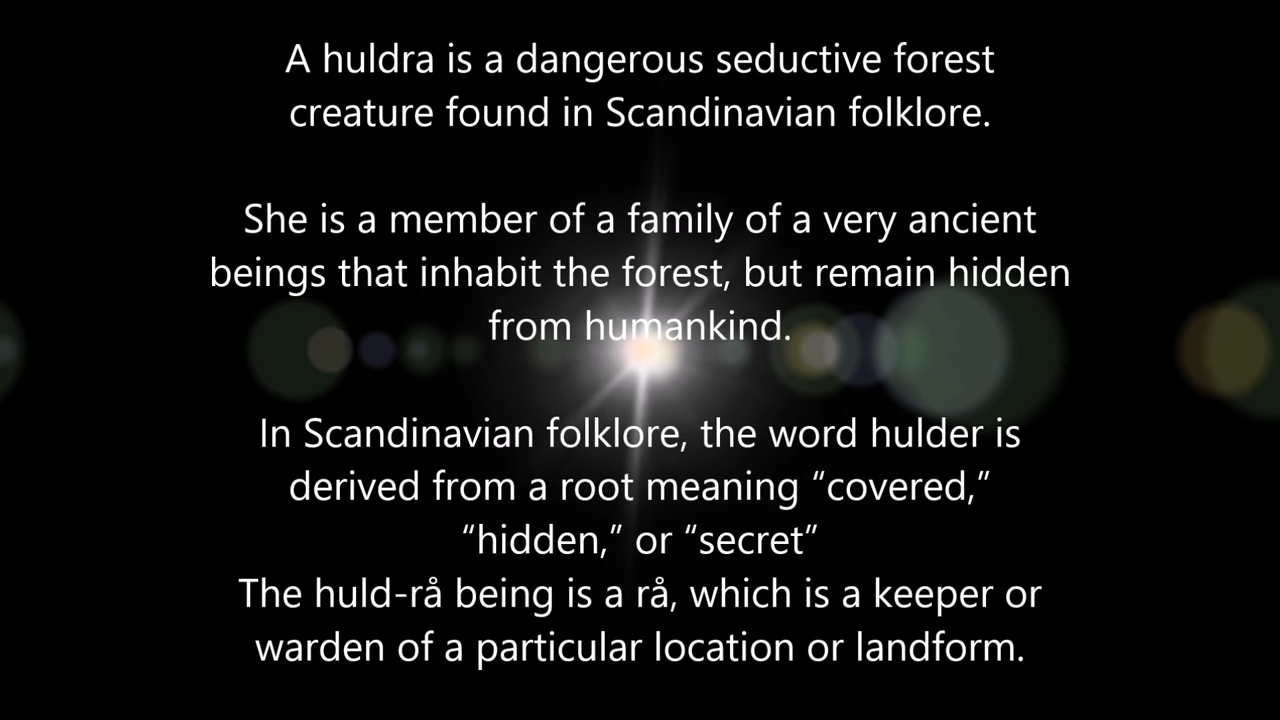 A huldra is a dangerous seductive forest
creature found in Scandinavian folklore.
She is a member of a family of a very ancient
beings that inhabit the forest, but remain hidden
from humankind.
In Scandinavian folklore, the word hulder is
derived from a root meaning “covered,”
“hidden,” or “secret”
The huld-rå being is a rå, which is a keeper or
warden of a particular location or landform.